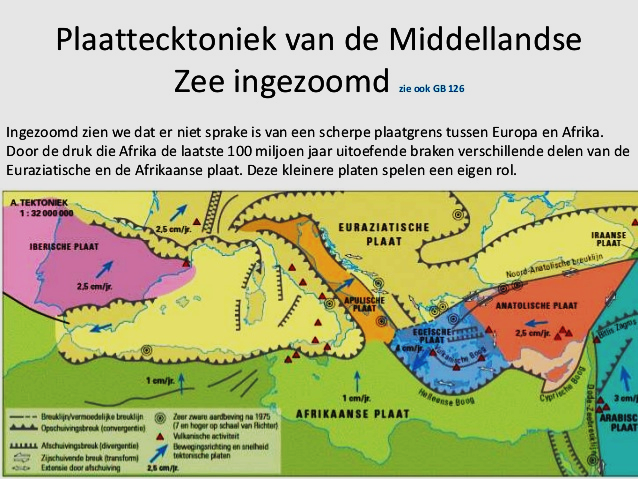 Plaattecktoniek van de Middellandse
Zee ingezoomd zie ook GB 126
Ingezoomd zien we dat er niet sprake is van een scherpe plaatgrens tussen Europa en Afrika.
Door de druk die Afrika de laatste 100 miljoen jaar uitoefende braken verschillende delen van de
Euraziatische en de Afrikaanse plaat. Deze kleinere platen spelen een eigen rol.
A. TEKTONIEK
1 : 32 000 000
2,5 cm/jr.
IBERISCHE PLAAT
2,5 cm/jr.
EURAZIATISCHE
PLAAT
IRAANSE
PLAAT
Noord-Anatolische breuklijn
APULISCHE
PLAAT
EGEÏSCHE
PLAAT
4 cm/jr.
ANATOLISCHE PLAAT
2,5 cm/jr.
Helleense Boog
Cyprische Boog
1 cm/jr.
1 cm/jr.
AFRIKAANSE PLAAT
3 cm/jr.
ARABISCHE
PLAAT
Breuklijn/vermoedelijke breuklijn
Opschuivingsbreuk (convergentie)
Afschuivingsbreuk (divergentie)
Zijschuivende breuk (transform)
Extensie door afschuiving
Zeer zware aardbeving na 1975
(7 en hoger op schaal van Richter)
Vulkanische activiteit
Bewegingsrichting en snelheid
tektonische platen
2,5 cm/jr.